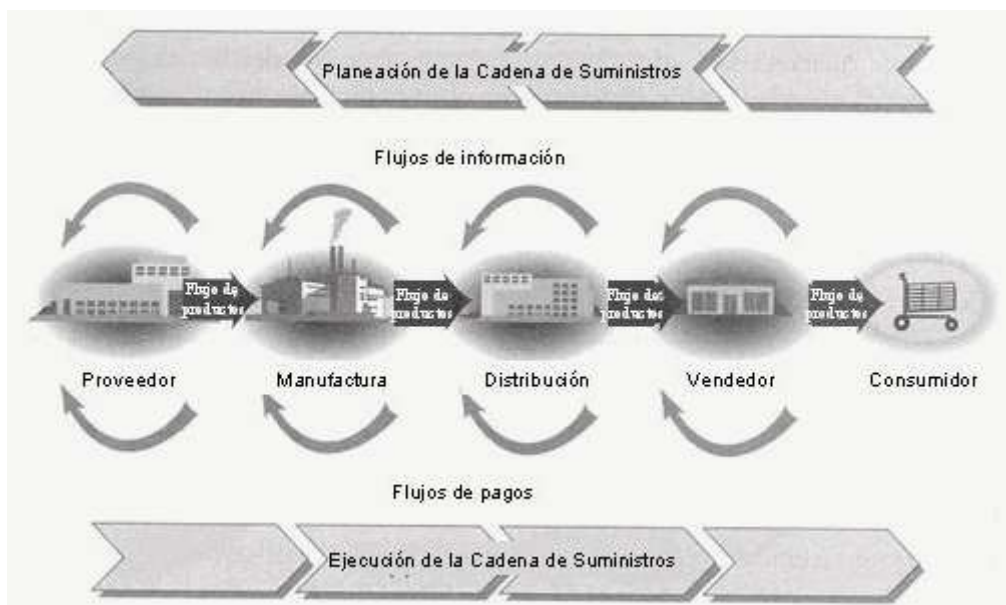 Planeación de la Cadena de Suministros
Flujos de información
Flujo de
productos
Flujo de
productos
Flujo de
productos
Flujo de
productos
Proveedor
Manufactura
Distribución
Vendedor
Consumidor
Flujos de pagos
Ejecución de la Cadena de Suministros